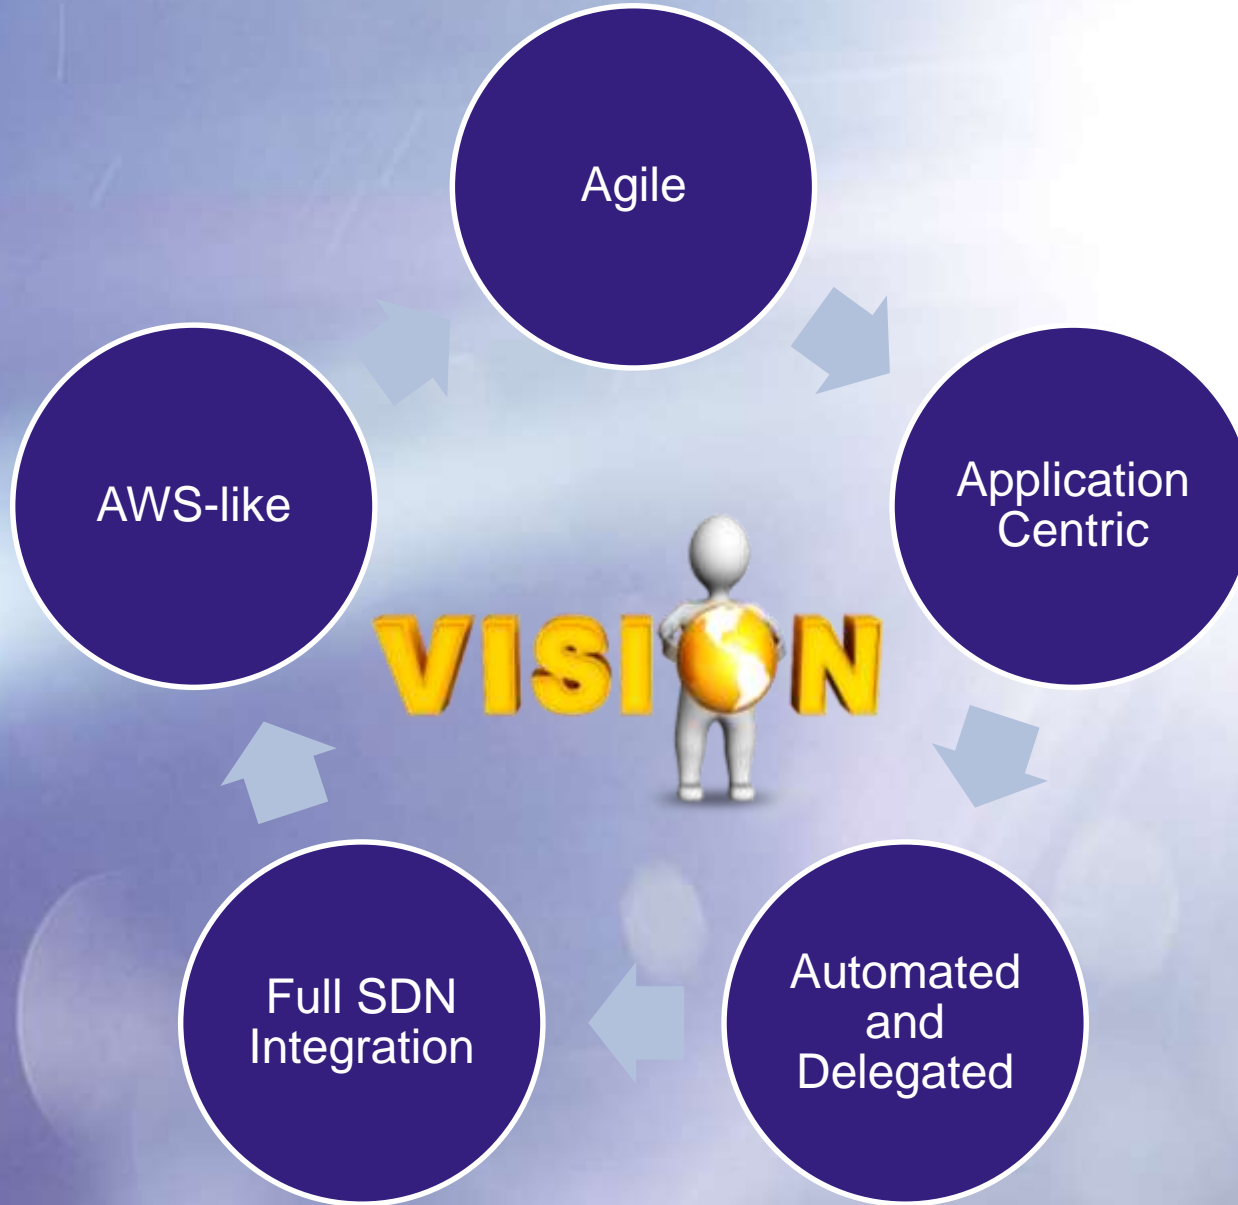 Agile
Application
Centric
Automated
and
Delegated
Full SDN
Integration
AWS-like
VISION